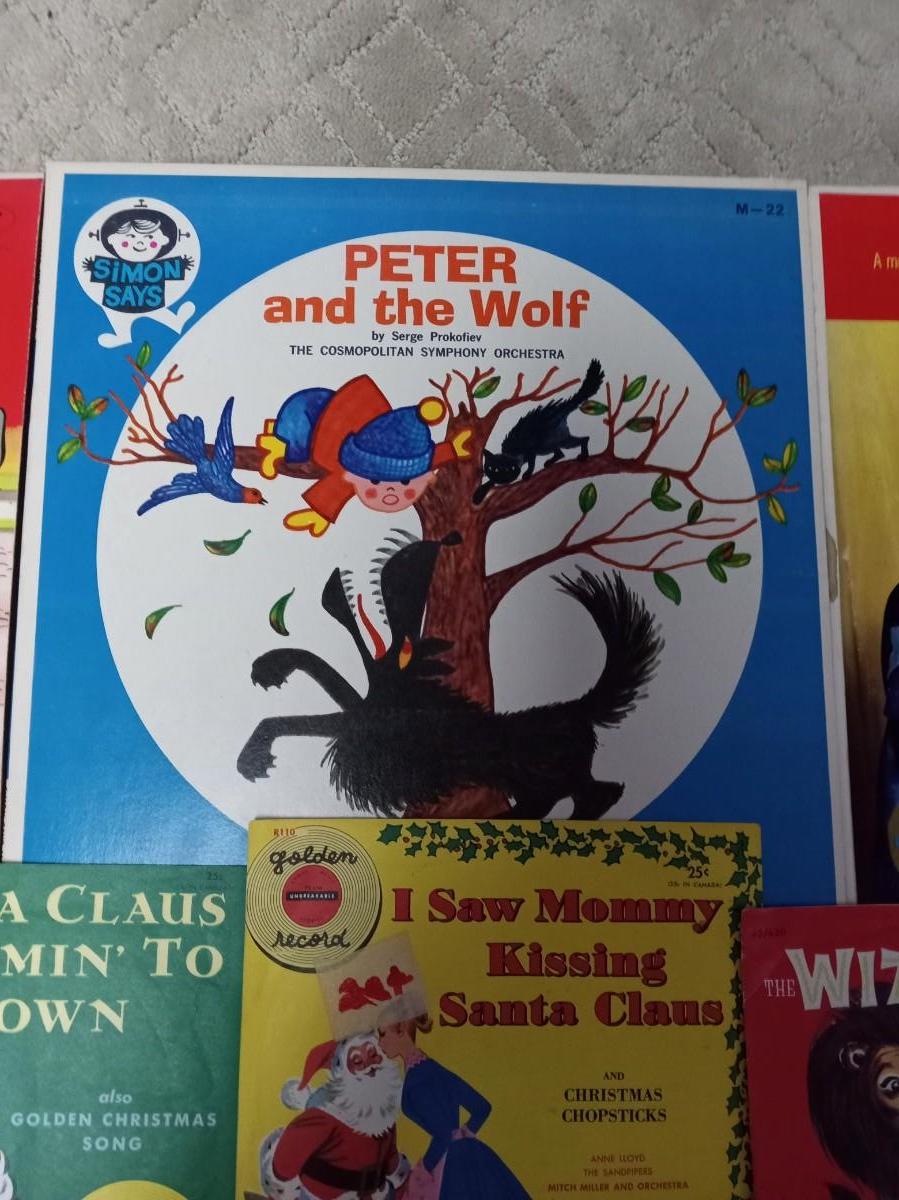 M-22
SIMON
SAYS
PETER
and the Wolf
by Serge Prokofiev
THE COSMOPOLITAN SYMPHONY ORCHESTRA
A m
25¢
A CLAUS
MIN' TO
OWN
also
GOLDEN CHRISTMAS
SONG
R110
golden
UNBREAKABLE
record
25¢
I Saw Mommy
Kissing
Santa Claus
AND
CHRISTMAS
CHOPSTICKS
ANNE LLOYD
THE SANDPIPERS
MITCH MILLER AND ORCHESTRA
THE WIZ